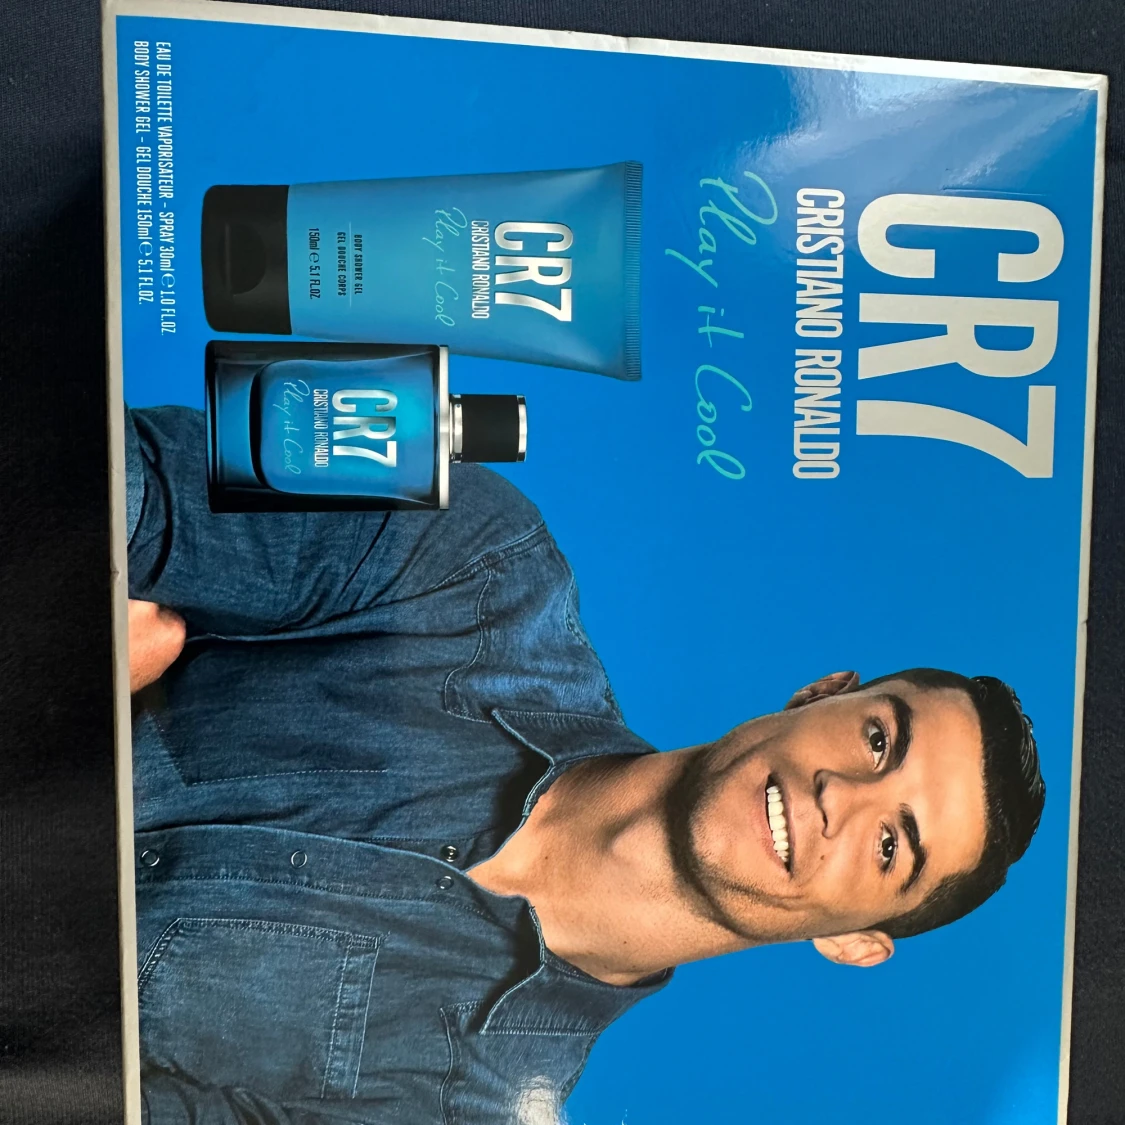 CR7
CRISTIANO RONALDO
Play it Cool
CR7
CRISTIANO RONALDO
Play it Cool
BODY SHOWER GEL
GEL DOUCHE CORPS
150ml e 5.1 FL.OZ.
CR7
CRISTIANO RONALDO
Play it Cool
EAU DE TOILETTE VAPORISATEUR - SPRAY 30ml e 1.0 FL.OZ
BODY SHOWER GEL - GEL DOUCHE 150ml e 5.1 FL.OZ.